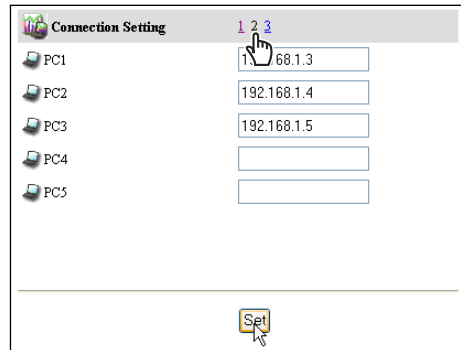 Connection Setting 1 2 3
PC1 1 68.1.3
PC2 192.168.1.4
PC3 192.168.1.5
PC4
PC5
Set